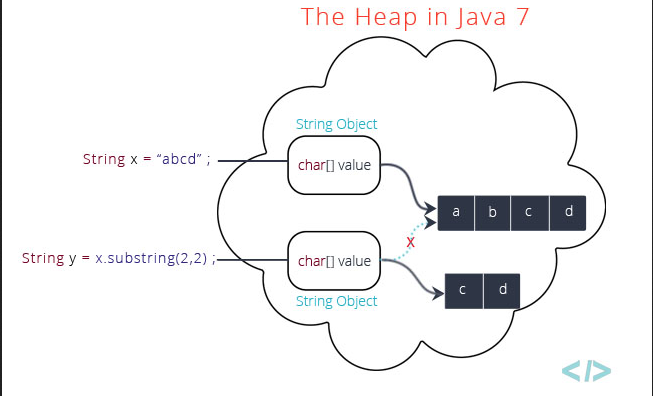 The Heap in Java 7
String Object
String x = “abcd” ;
char[] value
a b c d
x
String y = x.substring(2,2) ;
char[] value
c d
String Object
</>